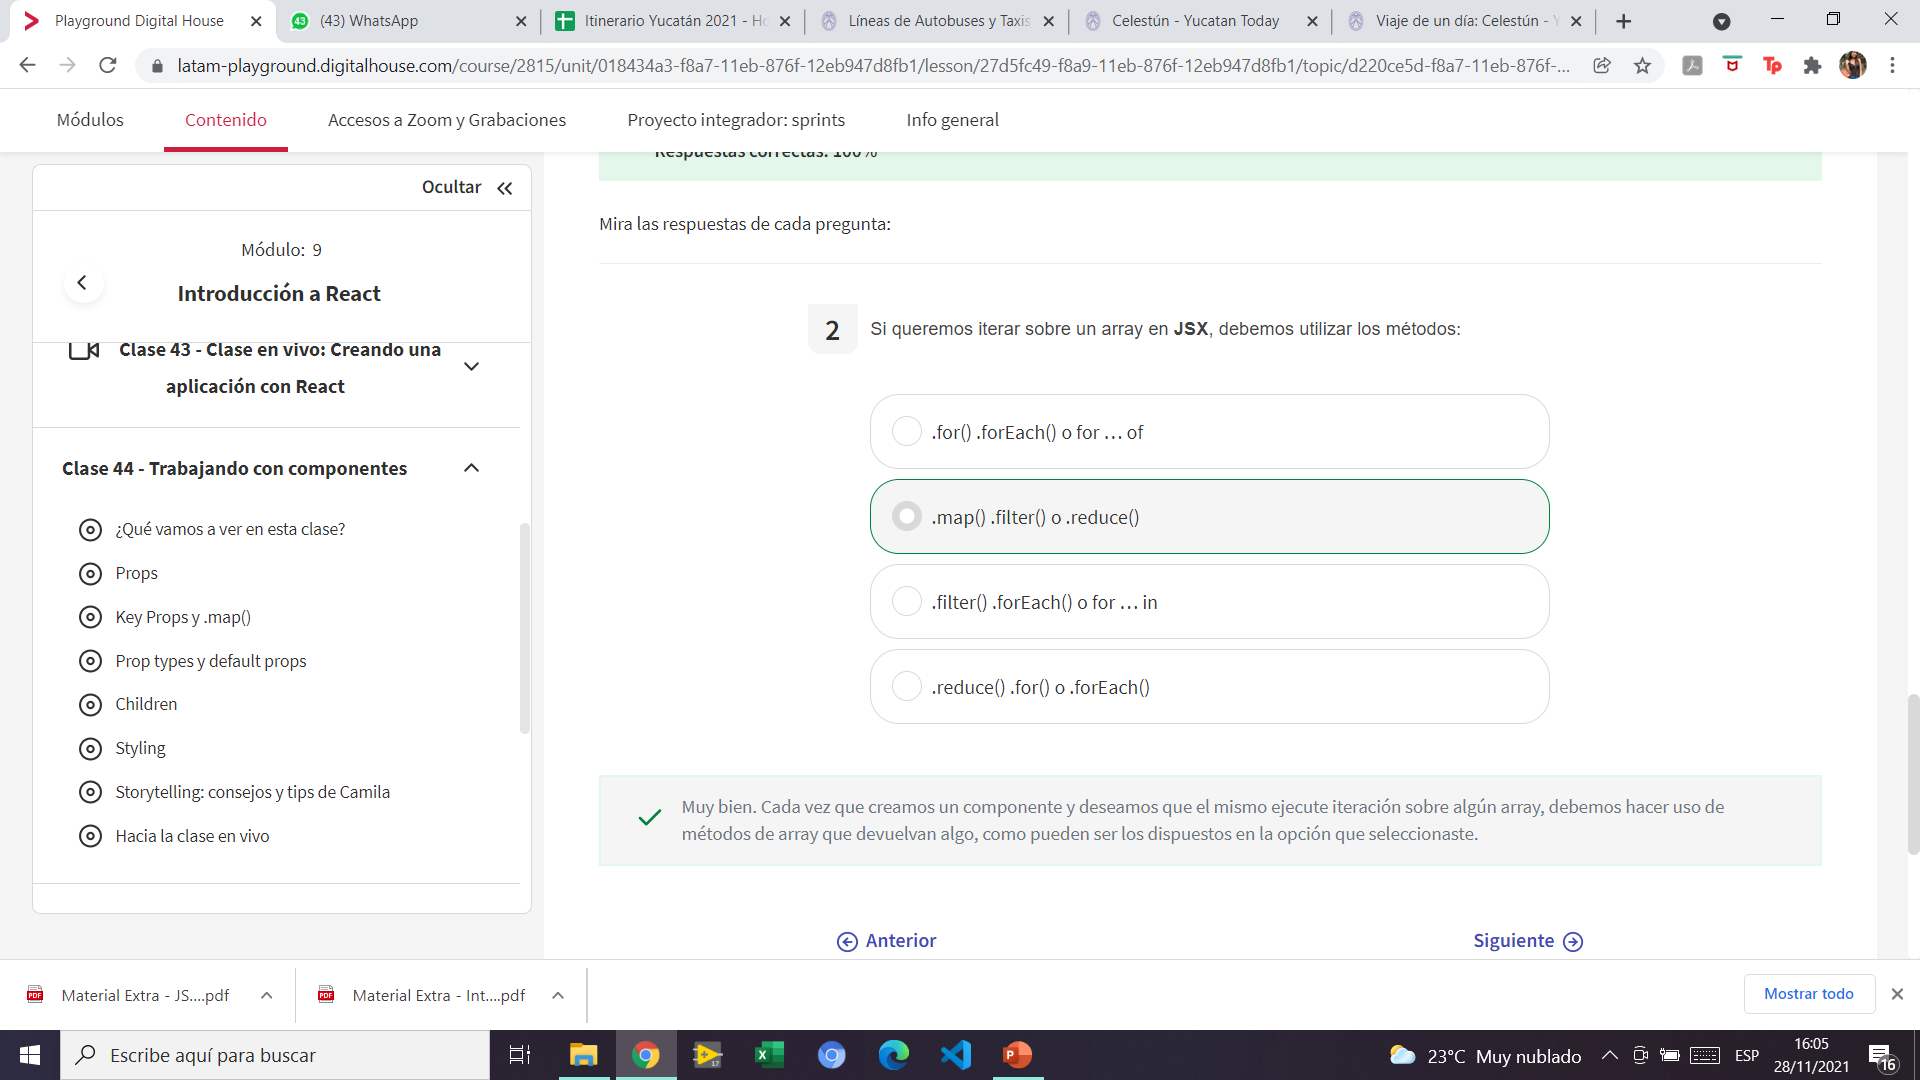 Playground Digital House
43
(43) WhatsApp
Itinerario Yucatán 2021 - Ho
Líneas de Autobuses y Taxis
Celestún - Yucatan Today
Viaje de un día: Celestún - Y
latam-playground.digitalhouse.com/course/2815/unit/018434a3-f8a7-11eb-876f-12eb947d8fb1/lesson/27d5fc49-f8a9-11eb-876f-12eb947d8fb1/topic/d220ce5d-f8a7-11eb-876f-...
Tp
Módulos
Contenido
Accesos a Zoom y Grabaciones
Proyecto integrador: sprints
Info general
Ocultar
Módulo: 9
Introducción a React
Clase 43 - Clase en vivo: Creando una
aplicación con React
Clase 44 - Trabajando con componentes
¿Qué vamos a ver en esta clase?
Props
Key Props y .map()
Prop types y default props
Children
Styling
Storytelling: consejos y tips de Camila
Hacia la clase en vivo
Respuestas correctas: 100%
Mira las respuestas de cada pregunta:
2
Si queremos iterar sobre un array en JSX, debemos utilizar los métodos:
.for() .forEach() o for … of
.map() .filter() o .reduce()
.filter() .forEach() o for … in
.reduce() .for() o .forEach()
Muy bien. Cada vez que creamos un componente y deseamos que el mismo ejecute iteración sobre algún array, debemos hacer uso de
métodos de array que devuelvan algo, como pueden ser los dispuestos en la opción que seleccionaste.
Anterior
Siguiente
PDF
Material Extra - JS....pdf
PDF
Material Extra - Int....pdf
Mostrar todo
Escribe aquí para buscar
17
23°C Muy nublado
ESP
16:05
28/11/2021
16